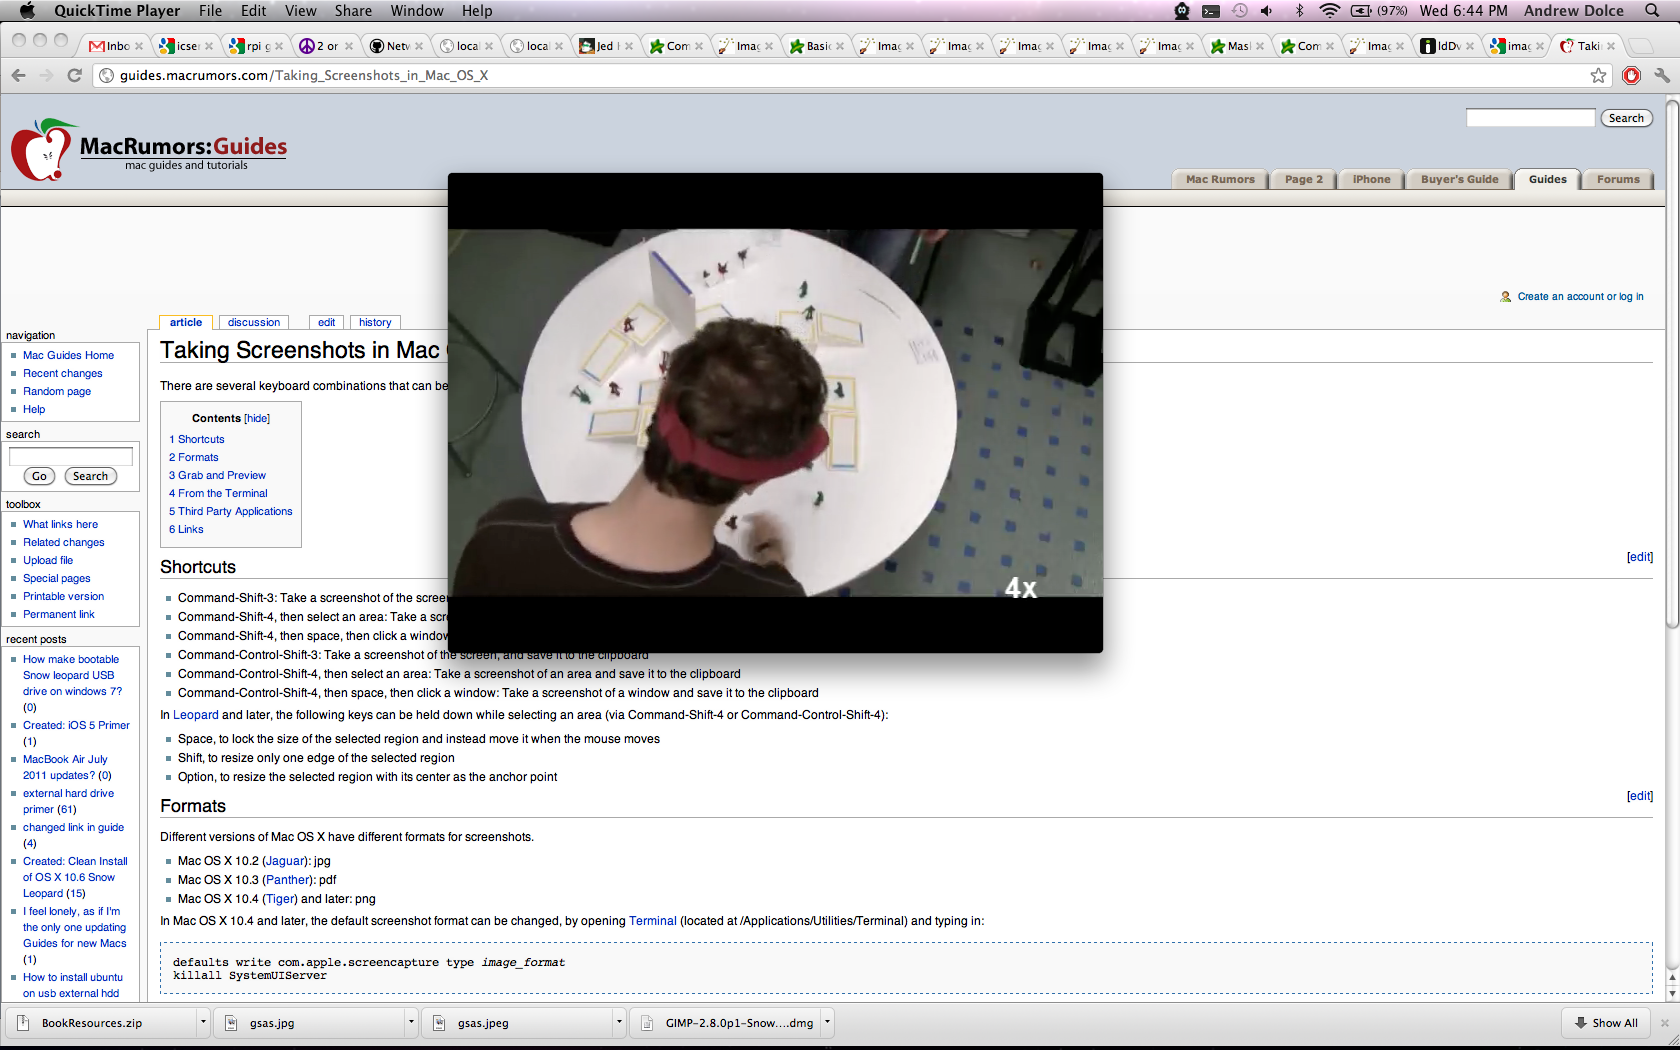 QuickTime Player File Edit View Share Window Help (97%) Wed 6:44 PM Andrew Dolce
Inbo icse rpi g 2 or Netv local local Jed Com Imag Basi Imag Imag Imag Imag Imag Mas Com Imag IdDv imag Taki
guides.macrumors.com/Taking_Screenshots_in_Mac_OS_X
MacRumors:Guides
mac guides and tutorials
Search
Mac Rumors Page 2 iPhone Buyer's Guide Guides Forums
Create an account or log in
article discussion edit history
navigation
Mac Guides Home
Recent changes
Random page
Help
search
Go Search
toolbox
What links here
Related changes
Upload file
Special pages
Printable version
Permanent link
recent posts
How make bootable
Snow leopard USB
drive on windows 7?
(0)
Created: iOS 5 Primer
(1)
MacBook Air July
2011 updates? (0)
external hard drive
primer (61)
changed link in guide
(4)
Created: Clean Install
of OS X 10.6 Snow
Leopard (15)
I feel lonely, as if I'm
the only one updating
Guides for new Macs
(1)
How to install ubuntu
on usb external hdd
Taking Screenshots in Mac
There are several keyboard combinations that can be
Contents [hide]
1 Shortcuts
2 Formats
3 Grab and Preview
4 From the Terminal
5 Third Party Applications
6 Links
4x
Shortcuts
[edit]
Command-Shift-3: Take a screenshot of the scree
Command-Shift-4, then select an area: Take a scr
Command-Shift-4, then space, then click a window
Command-Control-Shift-3: Take a screenshot of the screen, and save it to the clipboard
Command-Control-Shift-4, then select an area: Take a screenshot of an area and save it to the clipboard
Command-Control-Shift-4, then space, then click a window: Take a screenshot of a window and save it to the clipboard
In Leopard and later, the following keys can be held down while selecting an area (via Command-Shift-4 or Command-Control-Shift-4):
Space, to lock the size of the selected region and instead move it when the mouse moves
Shift, to resize only one edge of the selected region
Option, to resize the selected region with its center as the anchor point
Formats
[edit]
Different versions of Mac OS X have different formats for screenshots.
Mac OS X 10.2 (Jaguar): jpg
Mac OS X 10.3 (Panther): pdf
Mac OS X 10.4 (Tiger) and later: png
In Mac OS X 10.4 and later, the default screenshot format can be changed, by opening Terminal (located at /Applications/Utilities/Terminal) and typing in:
defaults write com.apple.screencapture type image_format
killall SystemUIServer
BookResources.zip gsas.jpg gsas.jpeg GIMP-2.8.0p1-Snow....dmg Show All